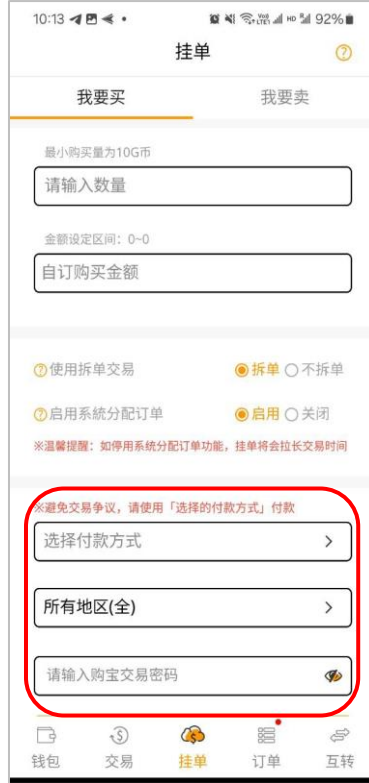 10:13 92%
挂单
我要买 我要卖
最小购买量为10G币
请输入数量
金额设定区间：0~0
自订购买金额
使用拆单交易 拆单 不拆单
启用系統分配订单 启用 关闭
※温馨提醒：如停用系统分配订单功能，挂单将会拉长交易时间
※避免交易争议，请使用「选择的付款方式」付款
选择付款方式
所有地区(全)
请输入购宝交易密码
钱包 交易 挂单 订单 互转